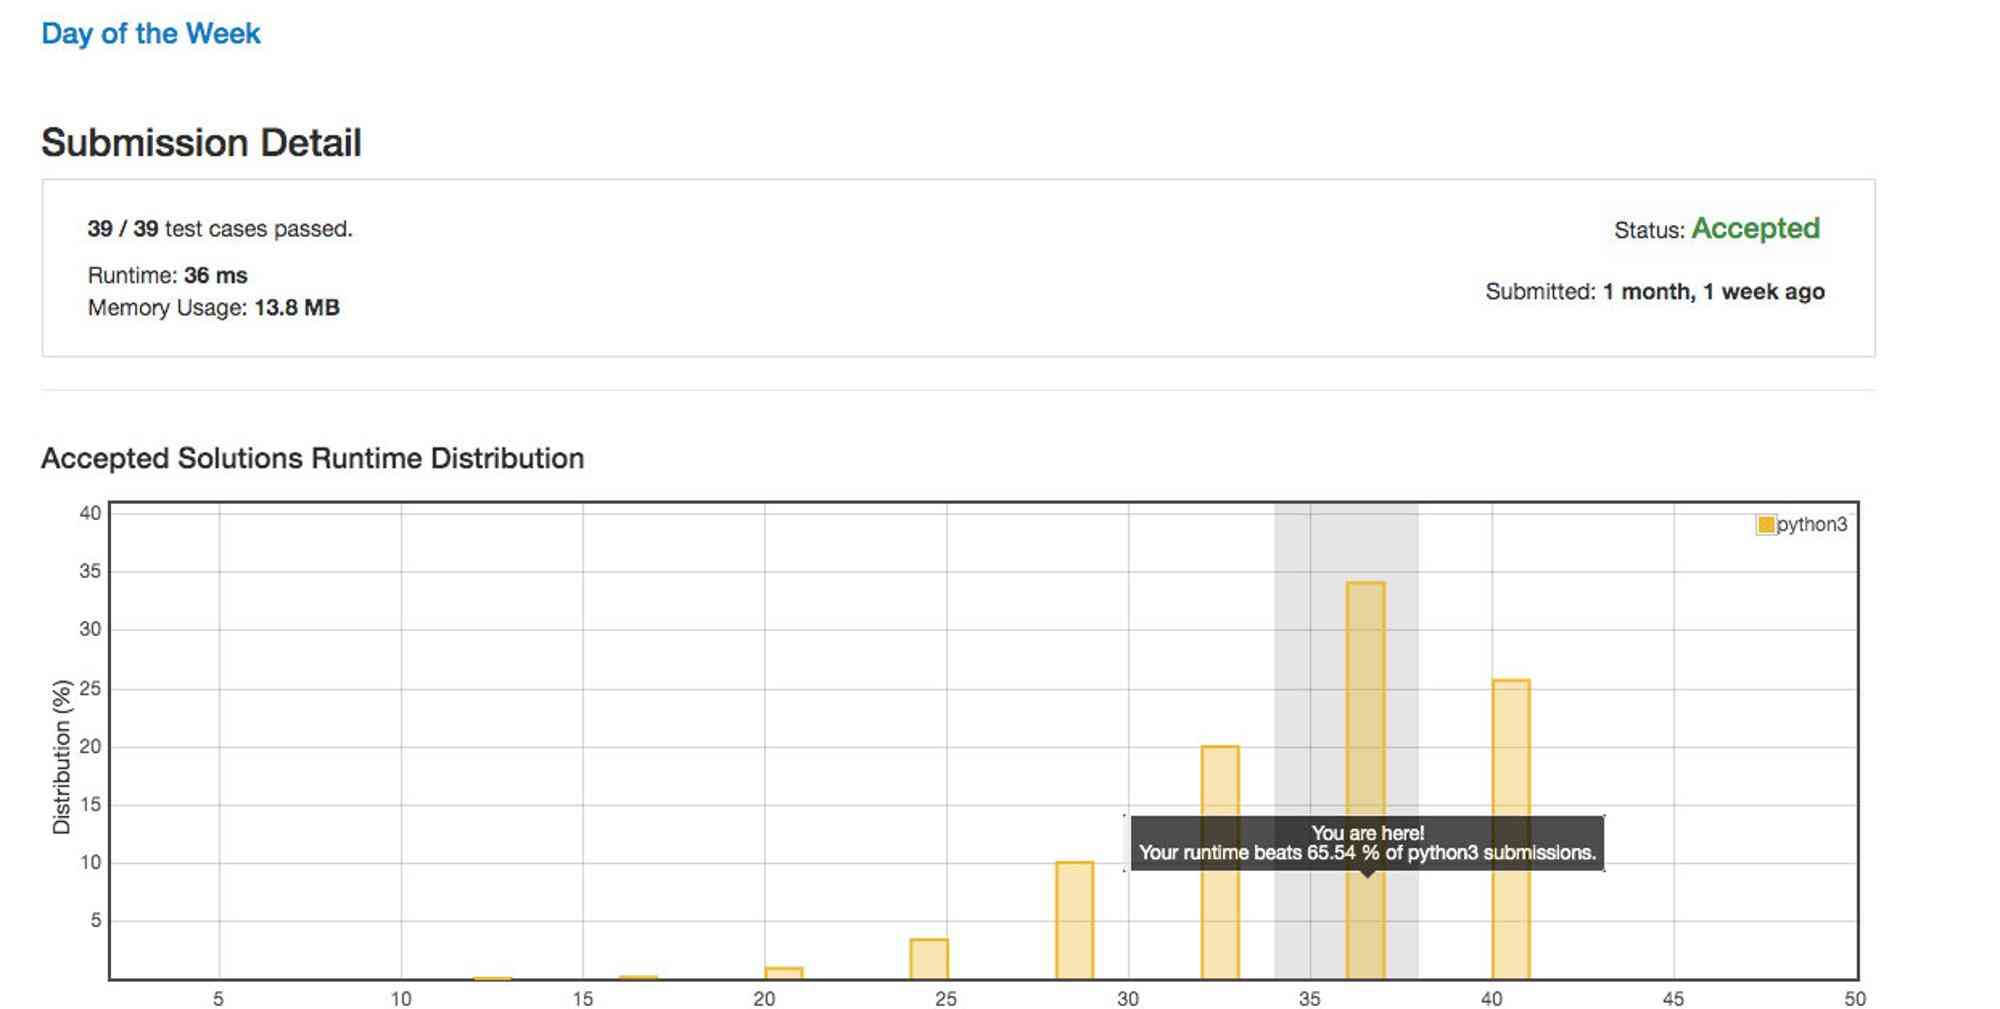 Day of the Week
Submission Detail
39 / 39 test cases passed.
Status: Accepted
Runtime: 36 ms
Memory Usage: 13.8 MB
Submitted: 1 month, 1 week ago
Accepted Solutions Runtime Distribution
python3
Distribution (%)
40
35
30
25
20
15
10
5
You are here!
Your runtime beats 65.54 % of python3 submissions.
5 10 15 20 25 30 35 40 45 50